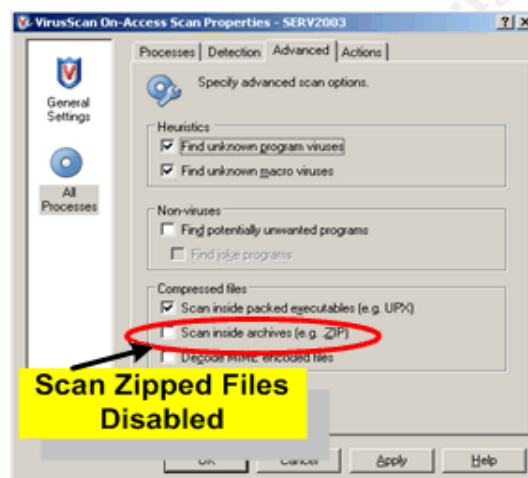 VirusScan On-Access Scan Properties - SERV2003
Processes
Detection
Advanced
Actions
General
Settings
All
Processes
Specify advanced scan options.
Heuristics
Find unknown program viruses
Find unknown macro viruses
Non-viruses
Find potentially unwanted programs
Find joke programs
Compressed files
Scan inside packed executables (e.g. UPX)
Scan inside archives (e.g. ZIP)
Decode MIME encoded files
Scan Zipped Files
Disabled
OK
Cancel
Apply
Help